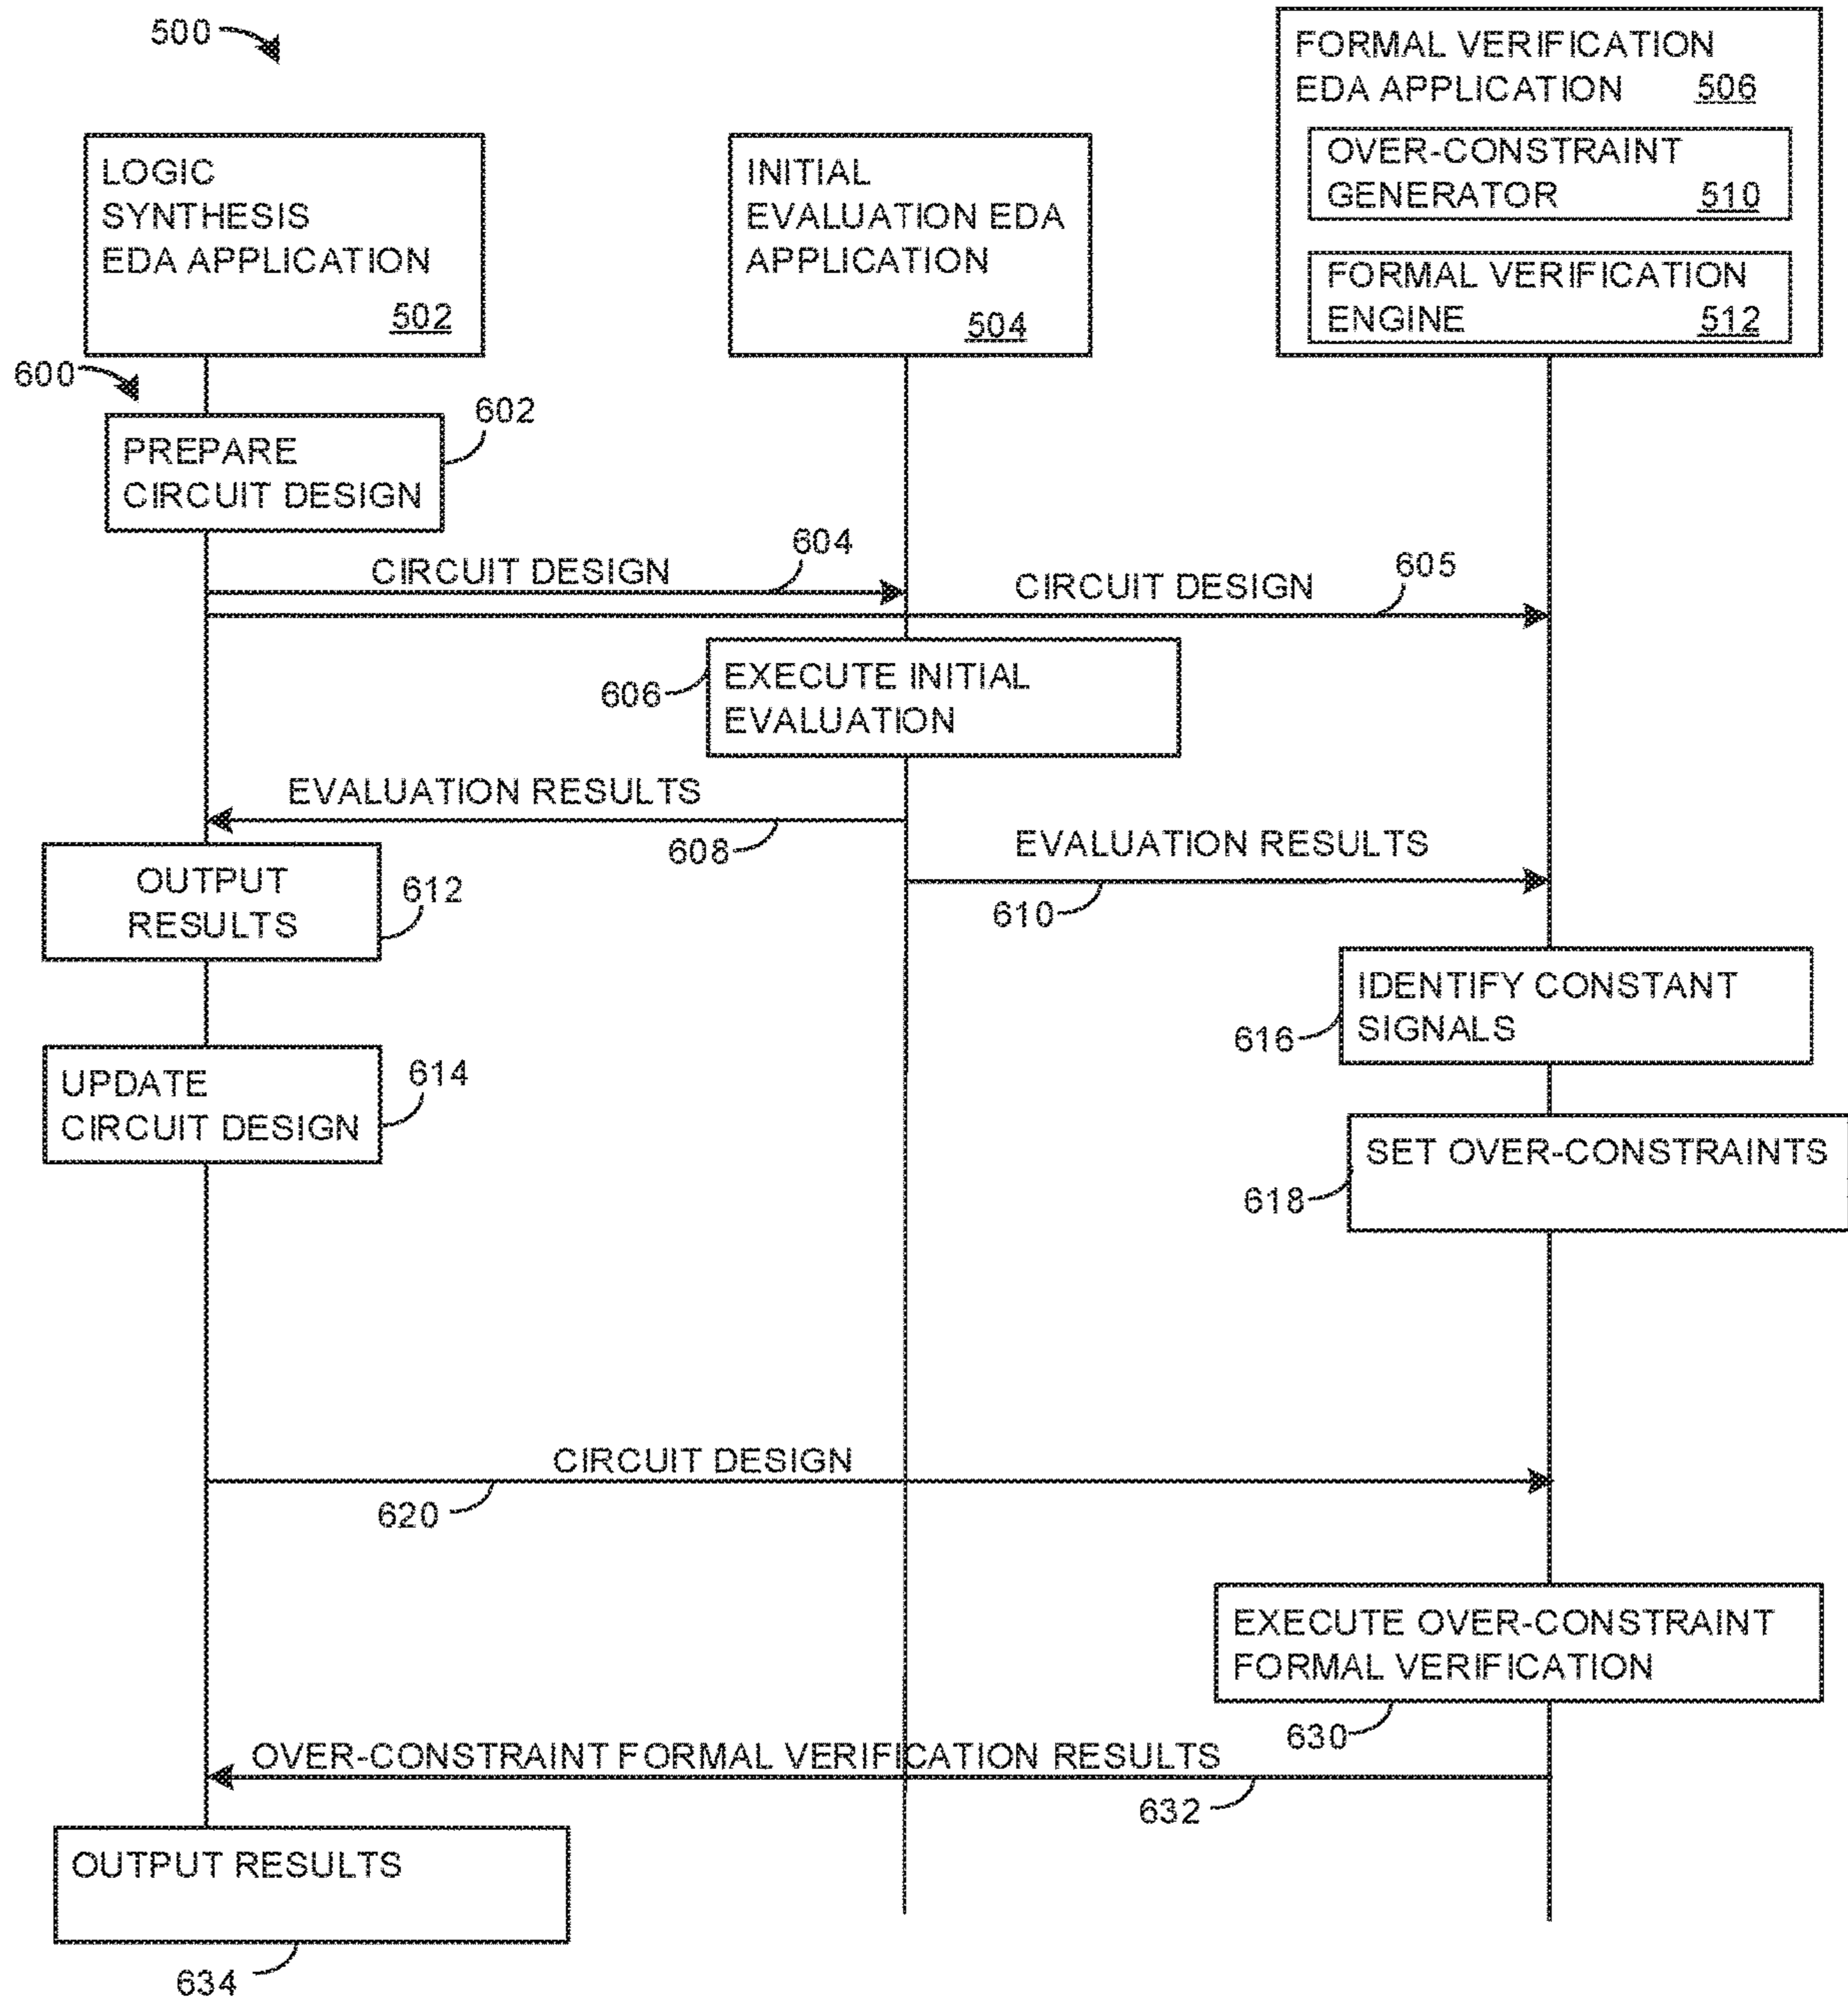 500
FORMAL VERIFICATION
EDA APPLICATION 506
OVER-CONSTRAINT
GENERATOR 510
FORMAL VERIFICATION
ENGINE 512
LOGIC
SYNTHESIS
EDA APPLICATION
502
INITIAL
EVALUATION EDA
APPLICATION
504
600
602
PREPARE
CIRCUIT DESIGN
604
CIRCUIT DESIGN
605
CIRCUIT DESIGN
606
EXECUTE INITIAL
EVALUATION
EVALUATION RESULTS
608
EVALUATION RESULTS
610
OUTPUT
RESULTS
612
IDENTIFY CONSTANT
SIGNALS
616
UPDATE
CIRCUIT DESIGN
614
SET OVER-CONSTRAINTS
618
CIRCUIT DESIGN
620
EXECUTE OVER-CONSTRAINT
FORMAL VERIFICATION
630
OVER-CONSTRAINT FORMAL VERIFICATION RESULTS
632
OUTPUT RESULTS
634